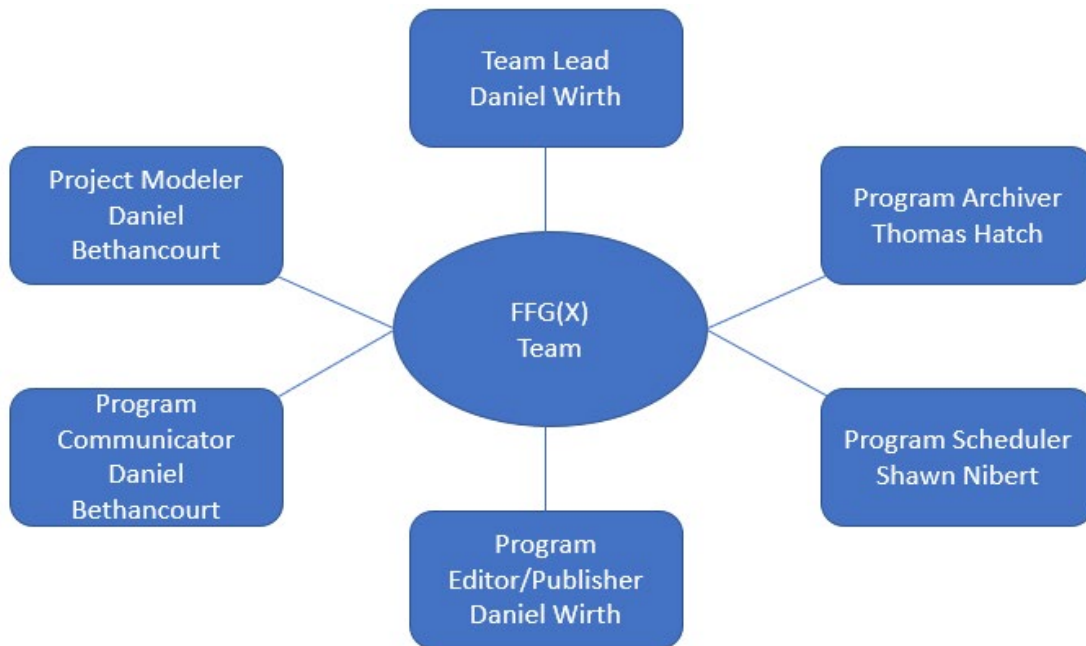 Team Lead
Daniel Wirth
Project Modeler
Daniel
Bethancourt
Program Archiver
Thomas Hatch
FFG(X)
Team
Program
Communicator
Daniel
Bethancourt
Program Scheduler
Shawn Nibert
Program
Editor/Publisher
Daniel Wirth